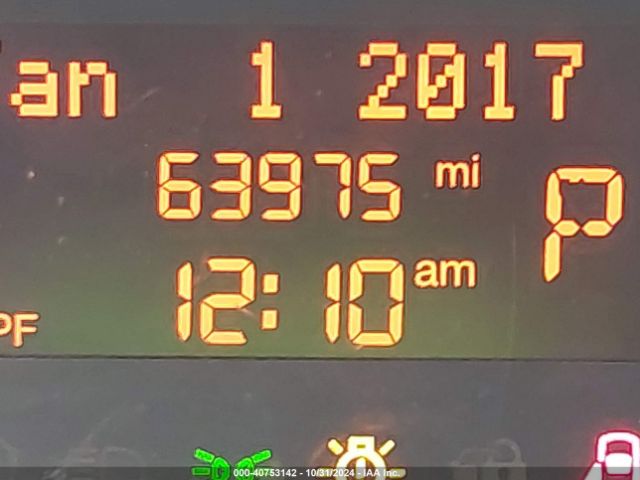 an 1 2017
63975 mi
P
12:10 am
PF
000-40753142 - 10/31/2024 - IAA Inc.